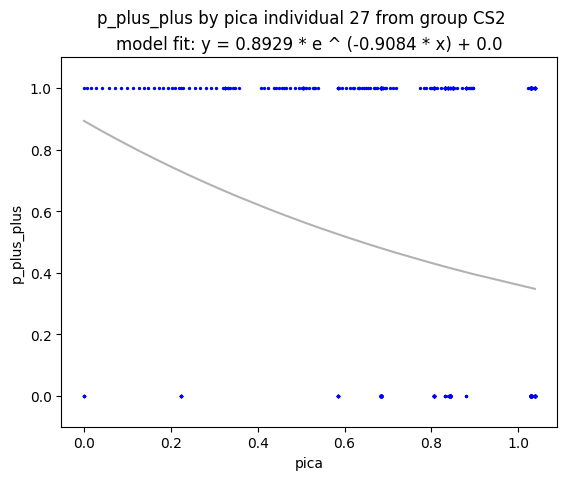 p_plus_plus by pica individual 27 from group CS2
model fit: y = 0.8929 * e ^ (-0.9084 * x) + 0.0
p_plus_plus
1.0
0.8
0.6
0.4
0.2
0.0
0.0 0.2 0.4 0.6 0.8 1.0
pica